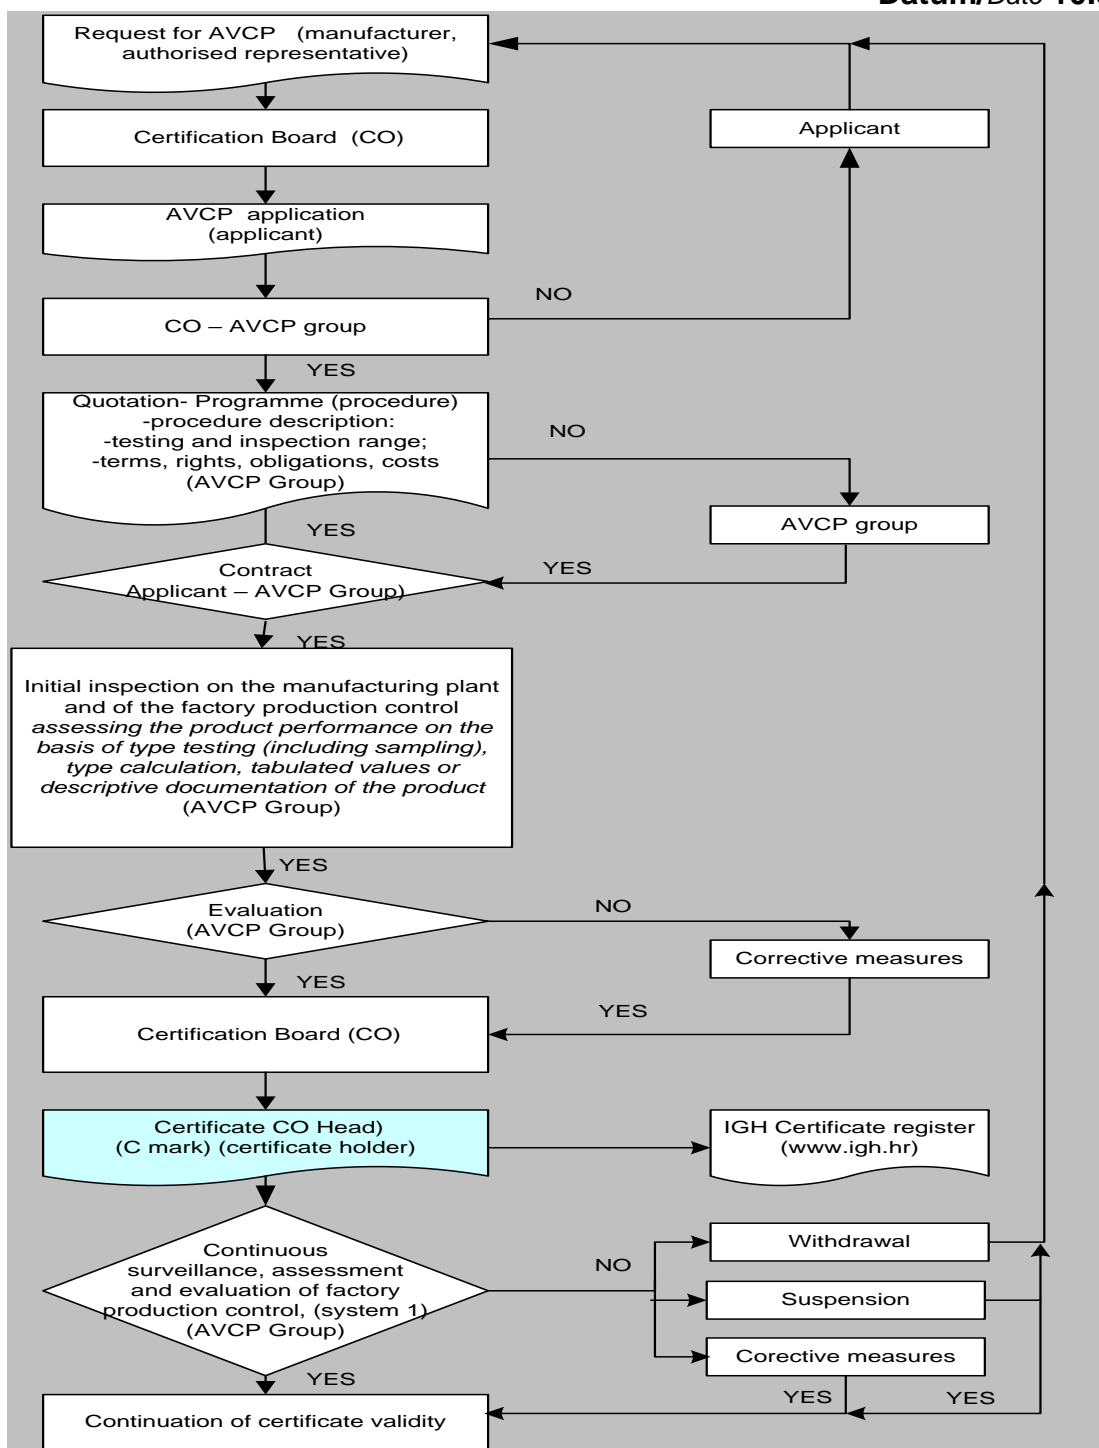 Datum/Date
Request for AVCP (manufacturer,
authorised representative)
Applicant
Certification Board (CO)
AVCP application
(applicant)
NO
CO – AVCP group
YES
Quotation- Programme (procedure)
-procedure description:
-testing and inspection range;
-terms, rights, obligations, costs
(AVCP Group)
NO
AVCP group
YES
YES
Contract
Applicant – AVCP Group)
YES
Initial inspection on the manufacturing plant
and of the factory production control
assessing the product performance on the
basis of type testing (including sampling),
type calculation, tabulated values or
descriptive documentation of the product
(AVCP Group)
YES
Evaluation
(AVCP Group)
NO
Corrective measures
YES
YES
Certification Board (CO)
Certificate CO Head)
(C mark) (certificate holder)
IGH Certificate register
(www.igh.hr)
Continuous
surveillance, assessment
and evaluation of factory
production control, (system 1)
(AVCP Group)
NO
Withdrawal
Suspension
Corective measures
YES
YES
YES
Continuation of certificate validity